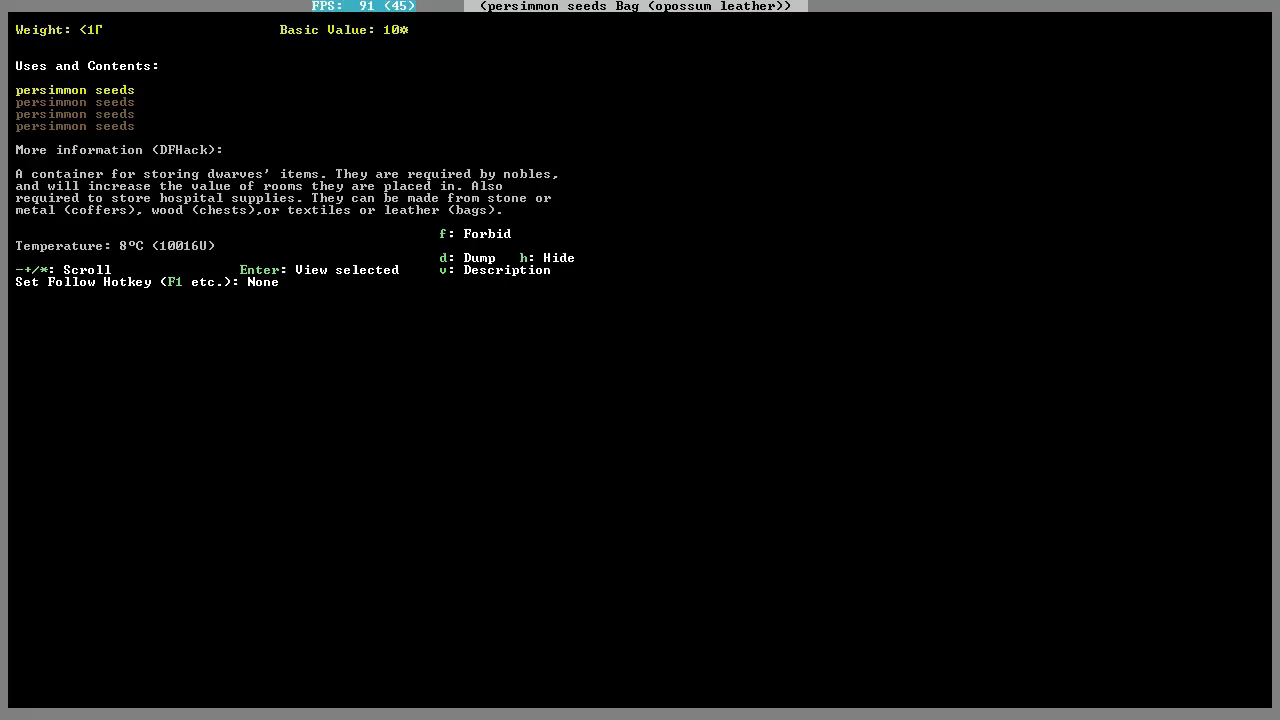 FPS:  91 (45)
(persimmon seeds Bag (opossum leather))
Weight: <1Γ
Basic Value: 10☼
Uses and Contents:
persimmon seeds
persimmon seeds
persimmon seeds
persimmon seeds
More information (DFHack):
A container for storing dwarves' items. They are required by nobles,
and will increase the value of rooms they are placed in. Also
required to store hospital supplies. They can be made from stone or
metal (coffers), wood (chests),or textiles or leather (bags).
f: Forbid
Temperature: 8°C (10016U)
d: Dump   h: Hide
-+/*: Scroll
Enter: View selected
v: Description
Set Follow Hotkey (F1 etc.): None